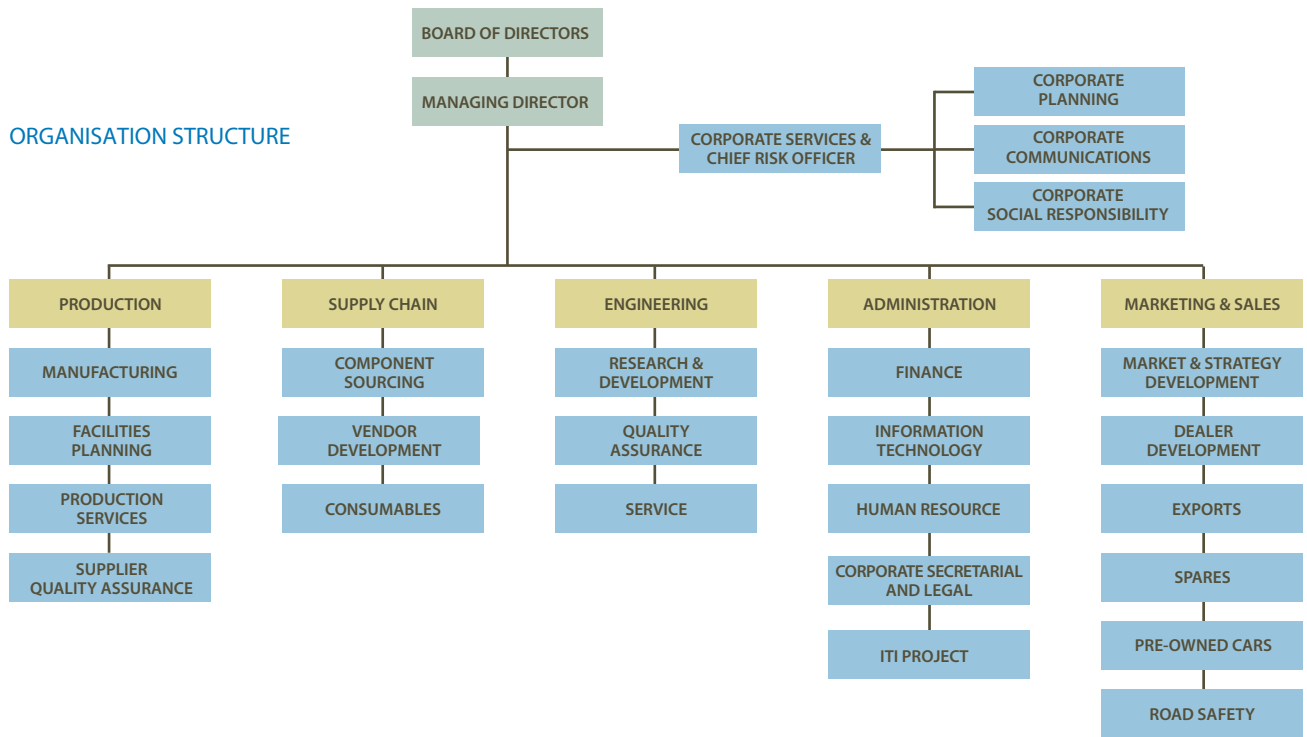 BOARD OF DIRECTORS
MANAGING DIRECTOR
ORGANISATION STRUCTURE
CORPORATE SERVICES &
CHIEF RISK OFFICER
CORPORATE
PLANNING
CORPORATE
COMMUNICATIONS
CORPORATE
SOCIAL RESPONSIBILITY
PRODUCTION
MANUFACTURING
FACILITIES
PLANNING
PRODUCTION
SERVICES
SUPPLIER
QUALITY ASSURANCE
SUPPLY CHAIN
COMPONENT
SOURCING
VENDOR
DEVELOPMENT
CONSUMABLES
ENGINEERING
RESEARCH &
DEVELOPMENT
QUALITY
ASSURANCE
SERVICE
ADMINISTRATION
FINANCE
INFORMATION
TECHNOLOGY
HUMAN RESOURCE
CORPORATE SECRETARIAL
AND LEGAL
ITI PROJECT
MARKETING & SALES
MARKET & STRATEGY
DEVELOPMENT
DEALER
DEVELOPMENT
EXPORTS
SPARES
PRE-OWNED CARS
ROAD SAFETY